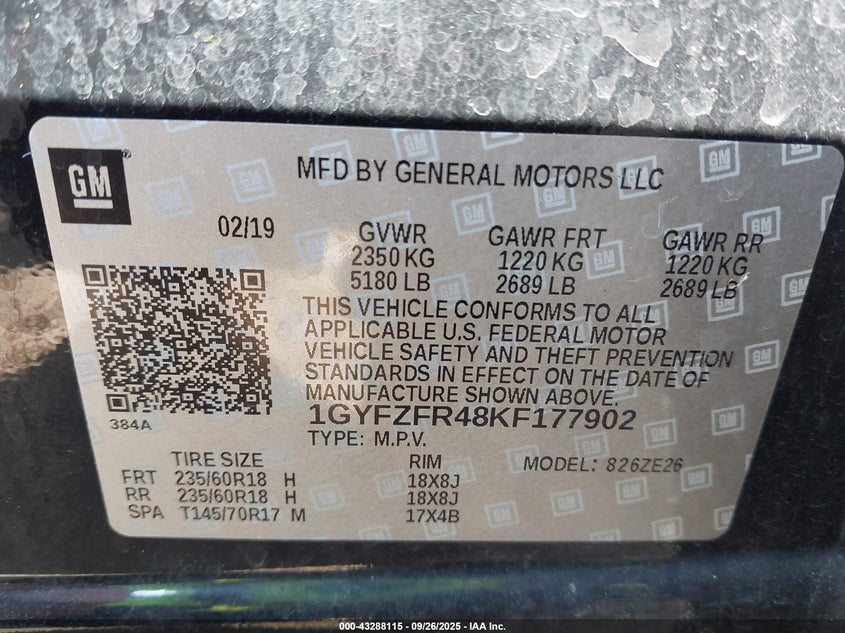 GM
MFD BY GENERAL MOTORS LLC
02/19
GVWR
2350 KG
5180 LB
GAWR FRT
1220 KG
2689 LB
GAWR RR
1220 KG
2689 LB
THIS VEHICLE CONFORMS TO ALL
APPLICABLE U.S. FEDERAL MOTOR
VEHICLE SAFETY AND THEFT PREVENTION
STANDARDS IN EFFECT ON THE DATE OF
MANUFACTURE SHOWN ABOVE.
384A
1GYFZFR48KF177902
TYPE: M.P.V.
MODEL: 826ZE26
TIRE SIZE RIM
FRT 235/60R18 H 18X8J
RR 235/60R18 H 18X8J
SPA T145/70R17 M 17X4B
000-43288115 - 09/26/2025 - IAA Inc.